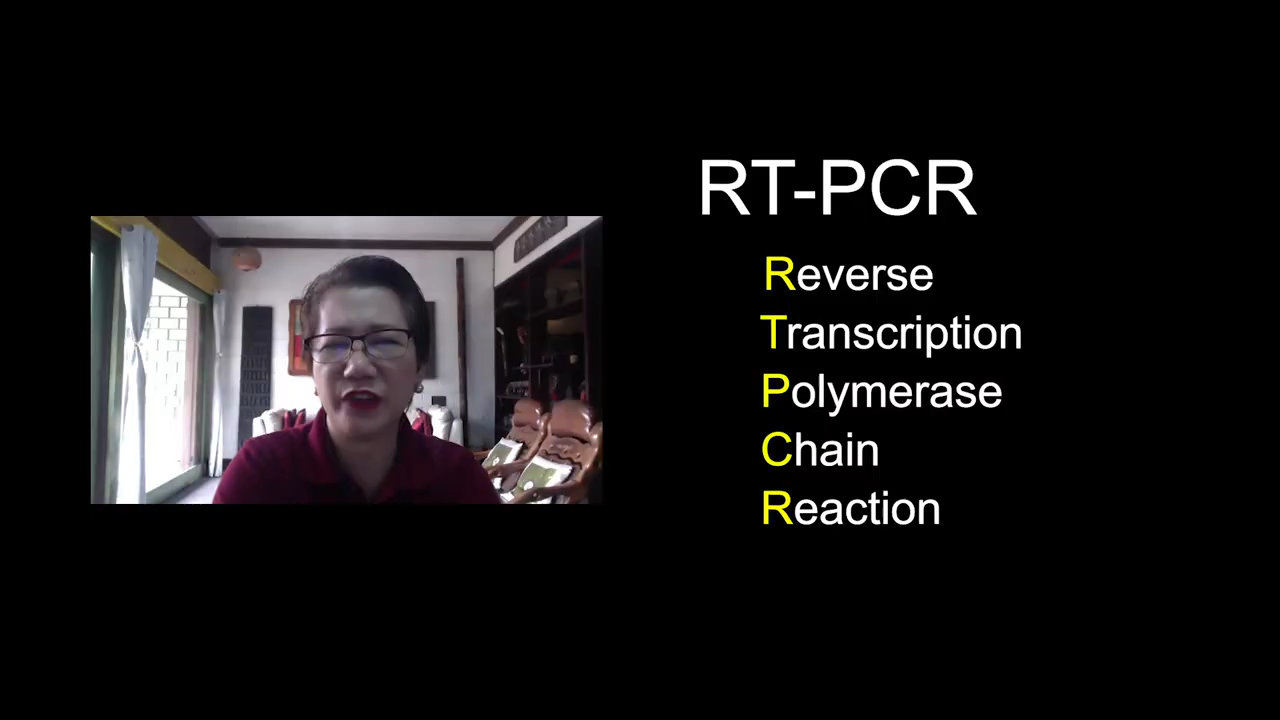 RT-PCR
Reverse
Transcription
Polymerase
Chain
Reaction